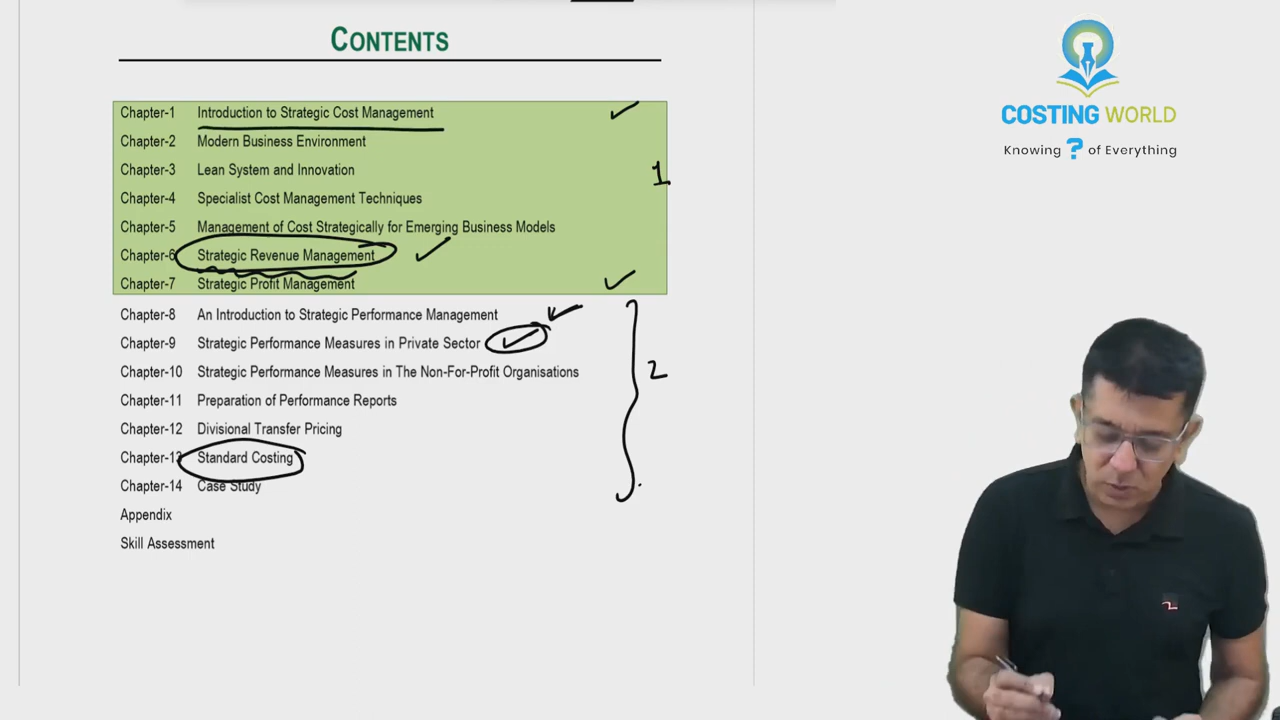 CONTENTS
Chapter-1 Introduction to Strategic Cost Management
Chapter-2 Modern Business Environment
Chapter-3 Lean System and Innovation
1
Chapter-4 Specialist Cost Management Techniques
Chapter-5 Management of Cost Strategically for Emerging Business Models
Chapter-6 Strategic Revenue Management
Chapter-7 Strategic Profit Management
Chapter-8 An Introduction to Strategic Performance Management
Chapter-9 Strategic Performance Measures in Private Sector
Chapter-10 Strategic Performance Measures in The Non-For-Profit Organisations
2
Chapter-11 Preparation of Performance Reports
Chapter-12 Divisional Transfer Pricing
Chapter-13 Standard Costing
Chapter-14 Case Study
Appendix
Skill Assessment
COSTING WORLD
Knowing ? of Everything